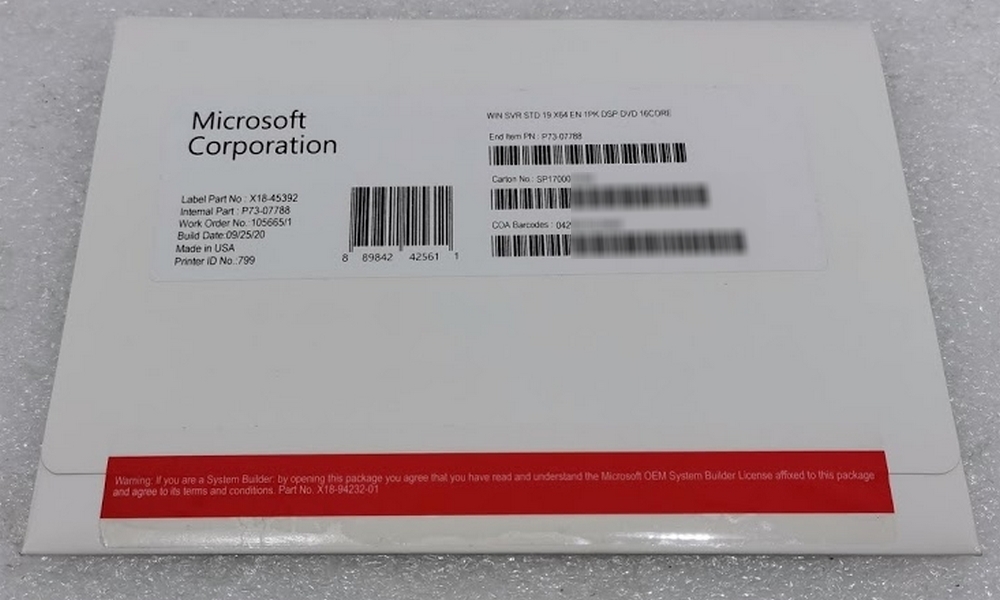 Microsoft
Corporation
Label Part No : X18-45392
Internal Part : P73-07788
Work Order No.:105665/1
Build Date:09/25/20
Made in USA
Printer ID No.:799
8 89842 42561 1
WIN SVR STD 19 X64 EN 1PK DSP DVD 16CORE
End Item PN : P73-07788
Carton No.: SP17000
COA Barcodes : 042
Warning: If you are a System Builder: by opening this package you agree that you have read and understand the Microsoft OEM System Builder License affixed to this package
and agree to its terms and conditions. Part No. X18-94232-01